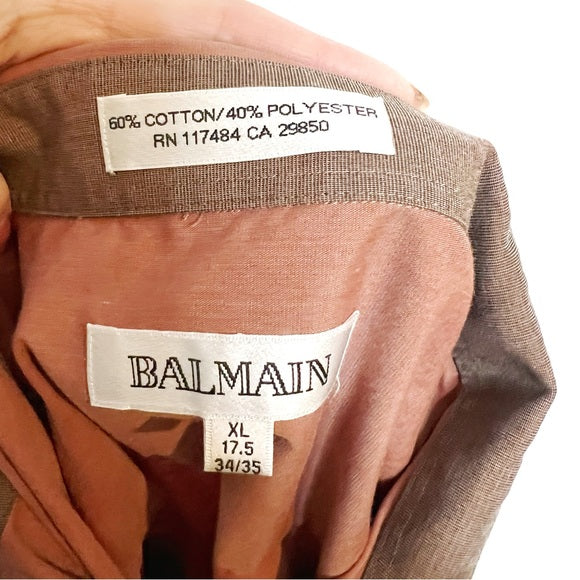 60% COTTON/40% POLYESTER
RN 117484 CA 29850
BALMAIN
XL
17.5
34/35